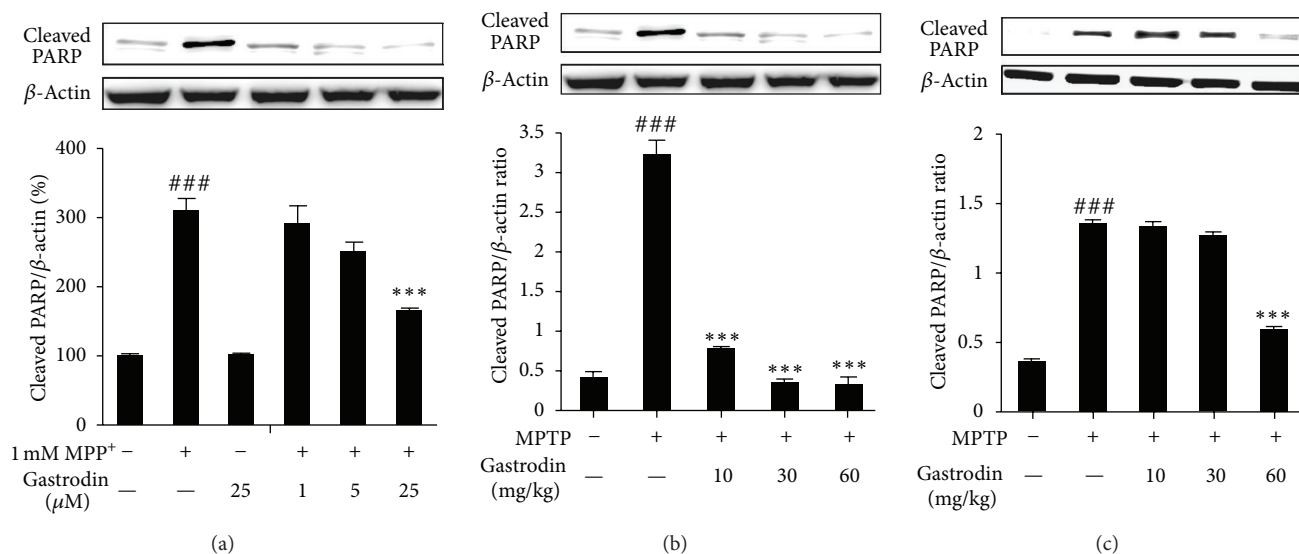 Cleaved
PARP
β-Actin
400
300
200
100
0
Cleaved PARP/β-actin (%)
###
***
1 mM MPP⁺ − + − + + +
Gastrodin
(μM) — — 25 1 5 25
(a)
Cleaved
PARP
β-Actin
3.5
3
2.5
2
1.5
1
0.5
0
Cleaved PARP/β-actin ratio
###
***
***
***
MPTP − + + + +
Gastrodin
(mg/kg) — — 10 30 60
(b)
Cleaved
PARP
β-Actin
2
1.5
1
0.5
0
Cleaved PARP/β-actin ratio
###
***
MPTP − + + + +
Gastrodin
(mg/kg) — — 10 30 60
(c)